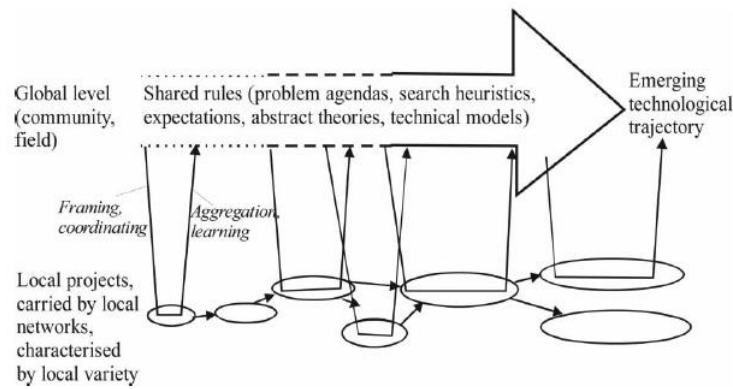 Global level
(community,
field)
Shared rules (problem agendas, search heuristics,
expectations, abstract theories, technical models)
Emerging
technological
trajectory
Framing,
coordinating
Aggregation,
learning
Local projects,
carried by local
networks,
characterised
by local variety